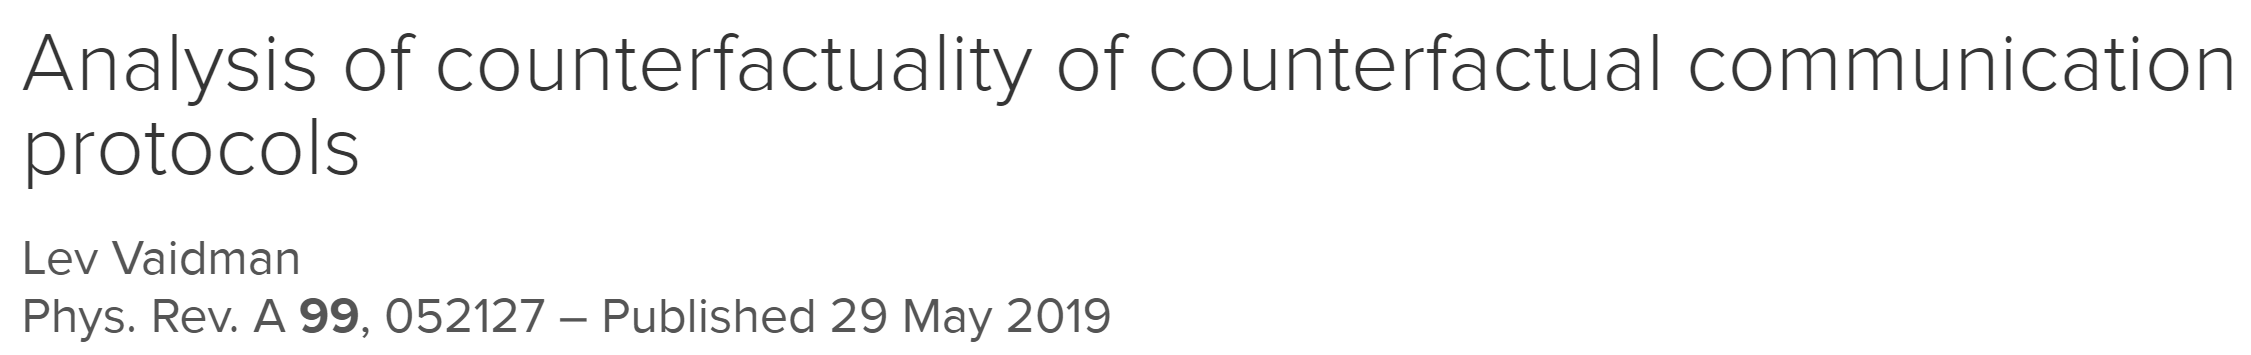 Analysis of counterfactuality of counterfactual communication
protocols
Lev Vaidman
Phys. Rev. A 99, 052127 – Published 29 May 2019